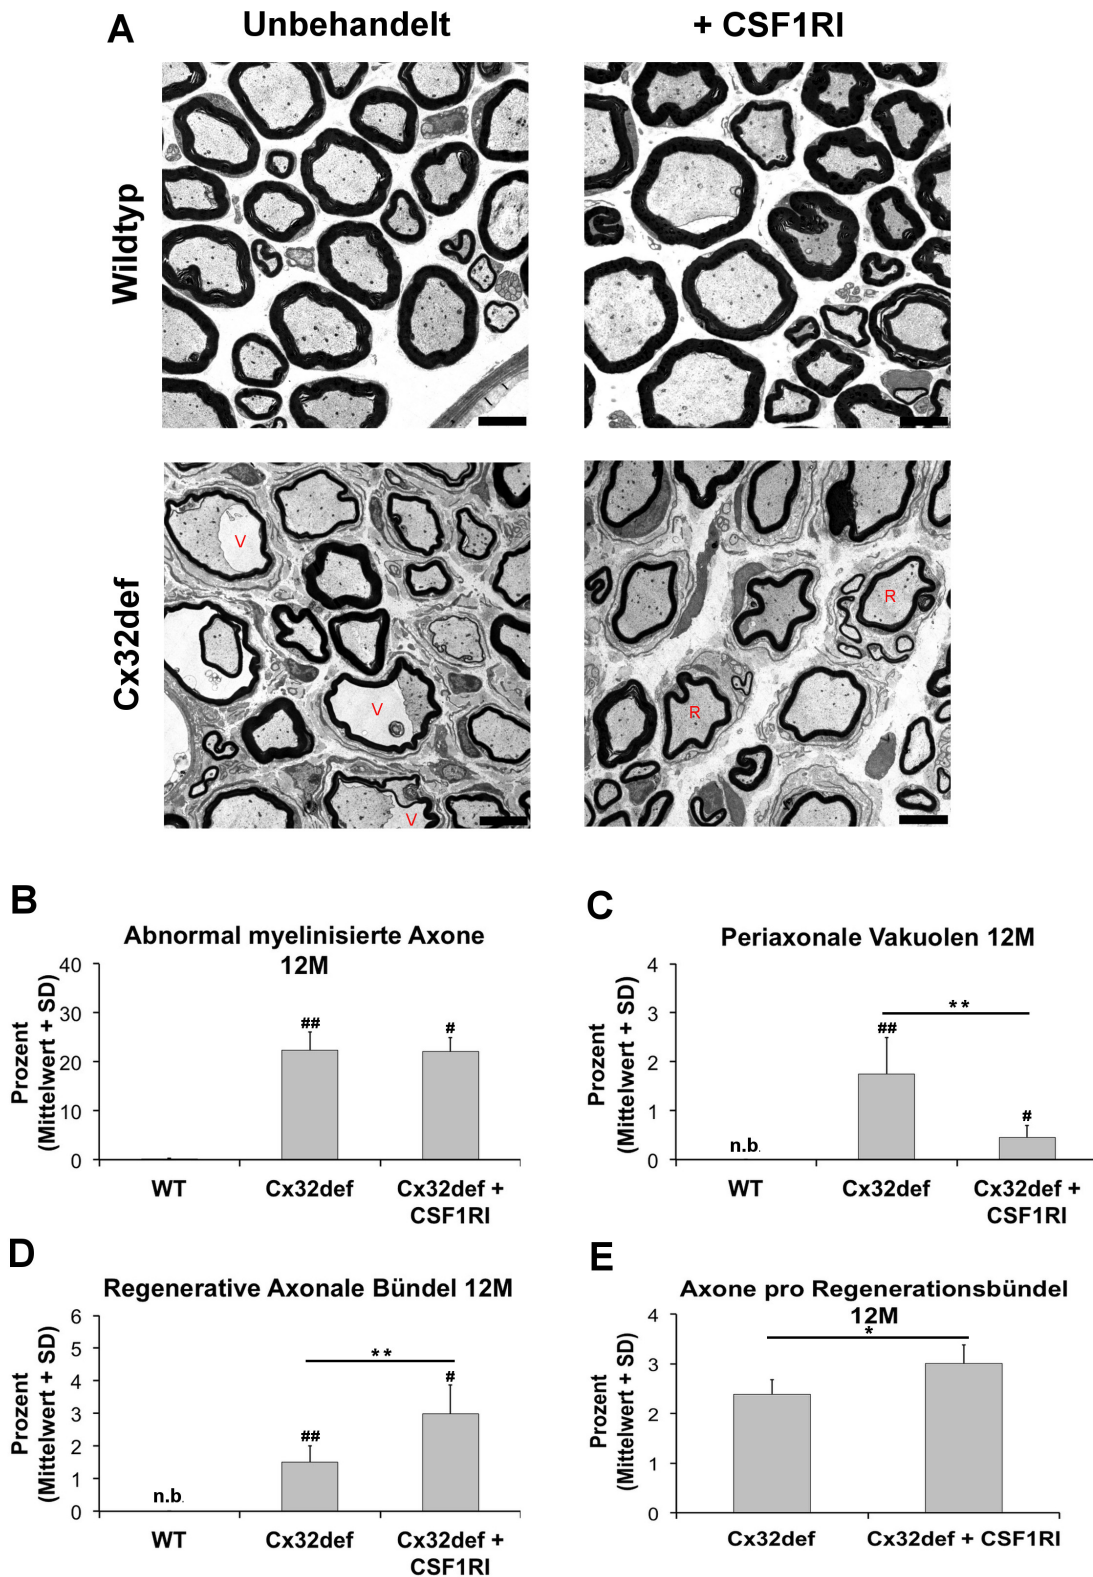 A
Unbehandelt
+ CSF1RI
Wildtyp
Cx32def
V
V
V
R
R
B
Abnormal myelinisierte Axone
12M
Prozent
(Mittelwert + SD)
40
30
20
10
0
##
#
WT
Cx32def
Cx32def +
CSF1RI
C
Periaxonale Vakuolen 12M
Prozent
(Mittelwert + SD)
4
3
2
1
0
**
n.b.
##
#
WT
Cx32def
Cx32def +
CSF1RI
D
Regenerative Axonale Bündel 12M
Prozent
(Mittelwert + SD)
6
5
4
3
2
1
0
**
n.b.
##
#
WT
Cx32def
Cx32def +
CSF1RI
E
Axone pro Regenerationsbündel
12M
Prozent
(Mittelwert + SD)
4
3
2
1
0
*
Cx32def
Cx32def + CSF1RI